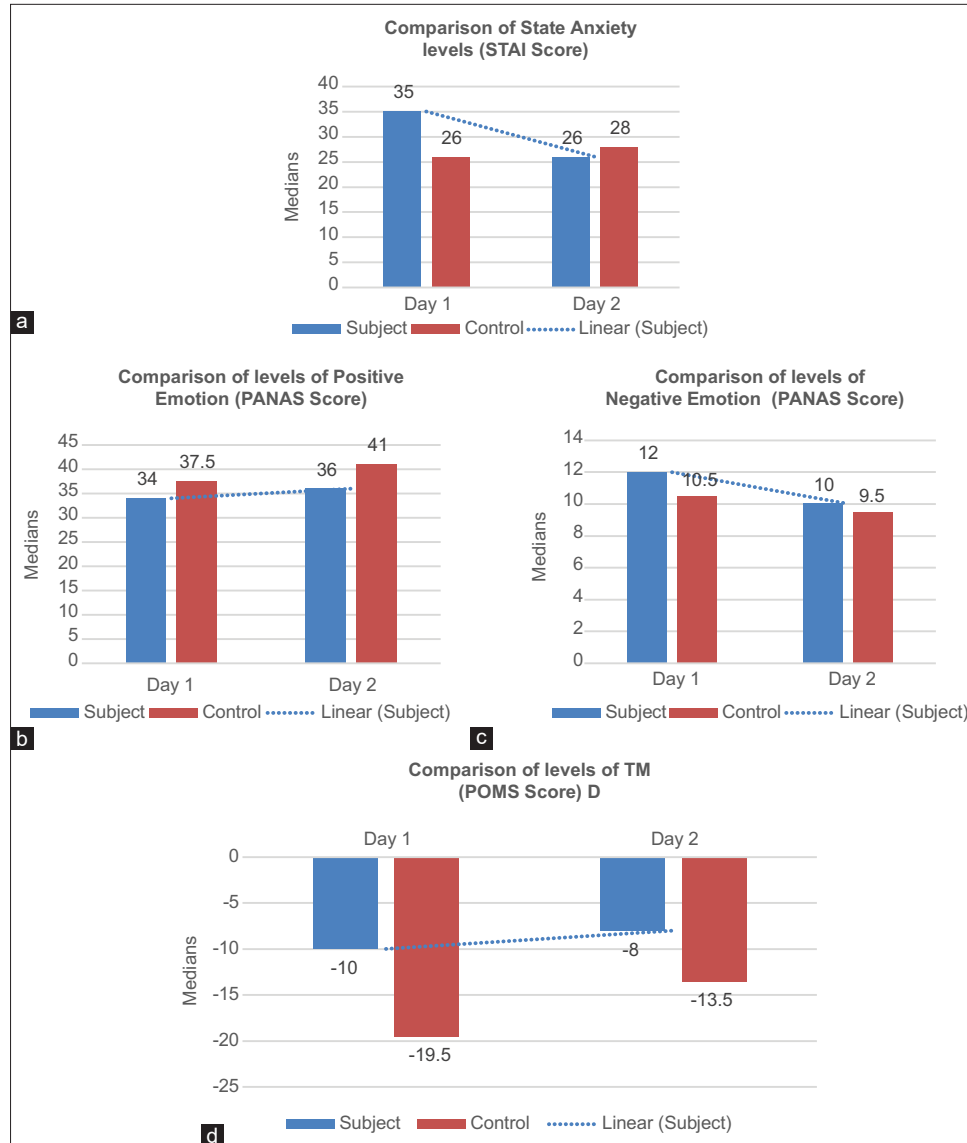 Comparison of State Anxiety
levels (STAI Score)
40
35
30
25
20
15
10
5
0
Medians
35
26
26
28
Day 1
Day 2
Subject Control Linear (Subject)
a
Comparison of levels of Positive
Emotion (PANAS Score)
45
40
35
30
25
20
15
10
5
0
Medians
34
37.5
36
41
Day 1
Day 2
Subject Control Linear (Subject)
b
Comparison of levels of
Negative Emotion (PANAS Score)
14
12
10
8
6
4
2
0
Medians
12
10.5
10
9.5
Day 1
Day 2
Subject Control Linear (Subject)
c
Comparison of levels of TM
(POMS Score) D
Day 1
Day 2
0
-5
-10
-15
-20
-25
Medians
-10
-19.5
-8
-13.5
Subject Control Linear (Subject)
d